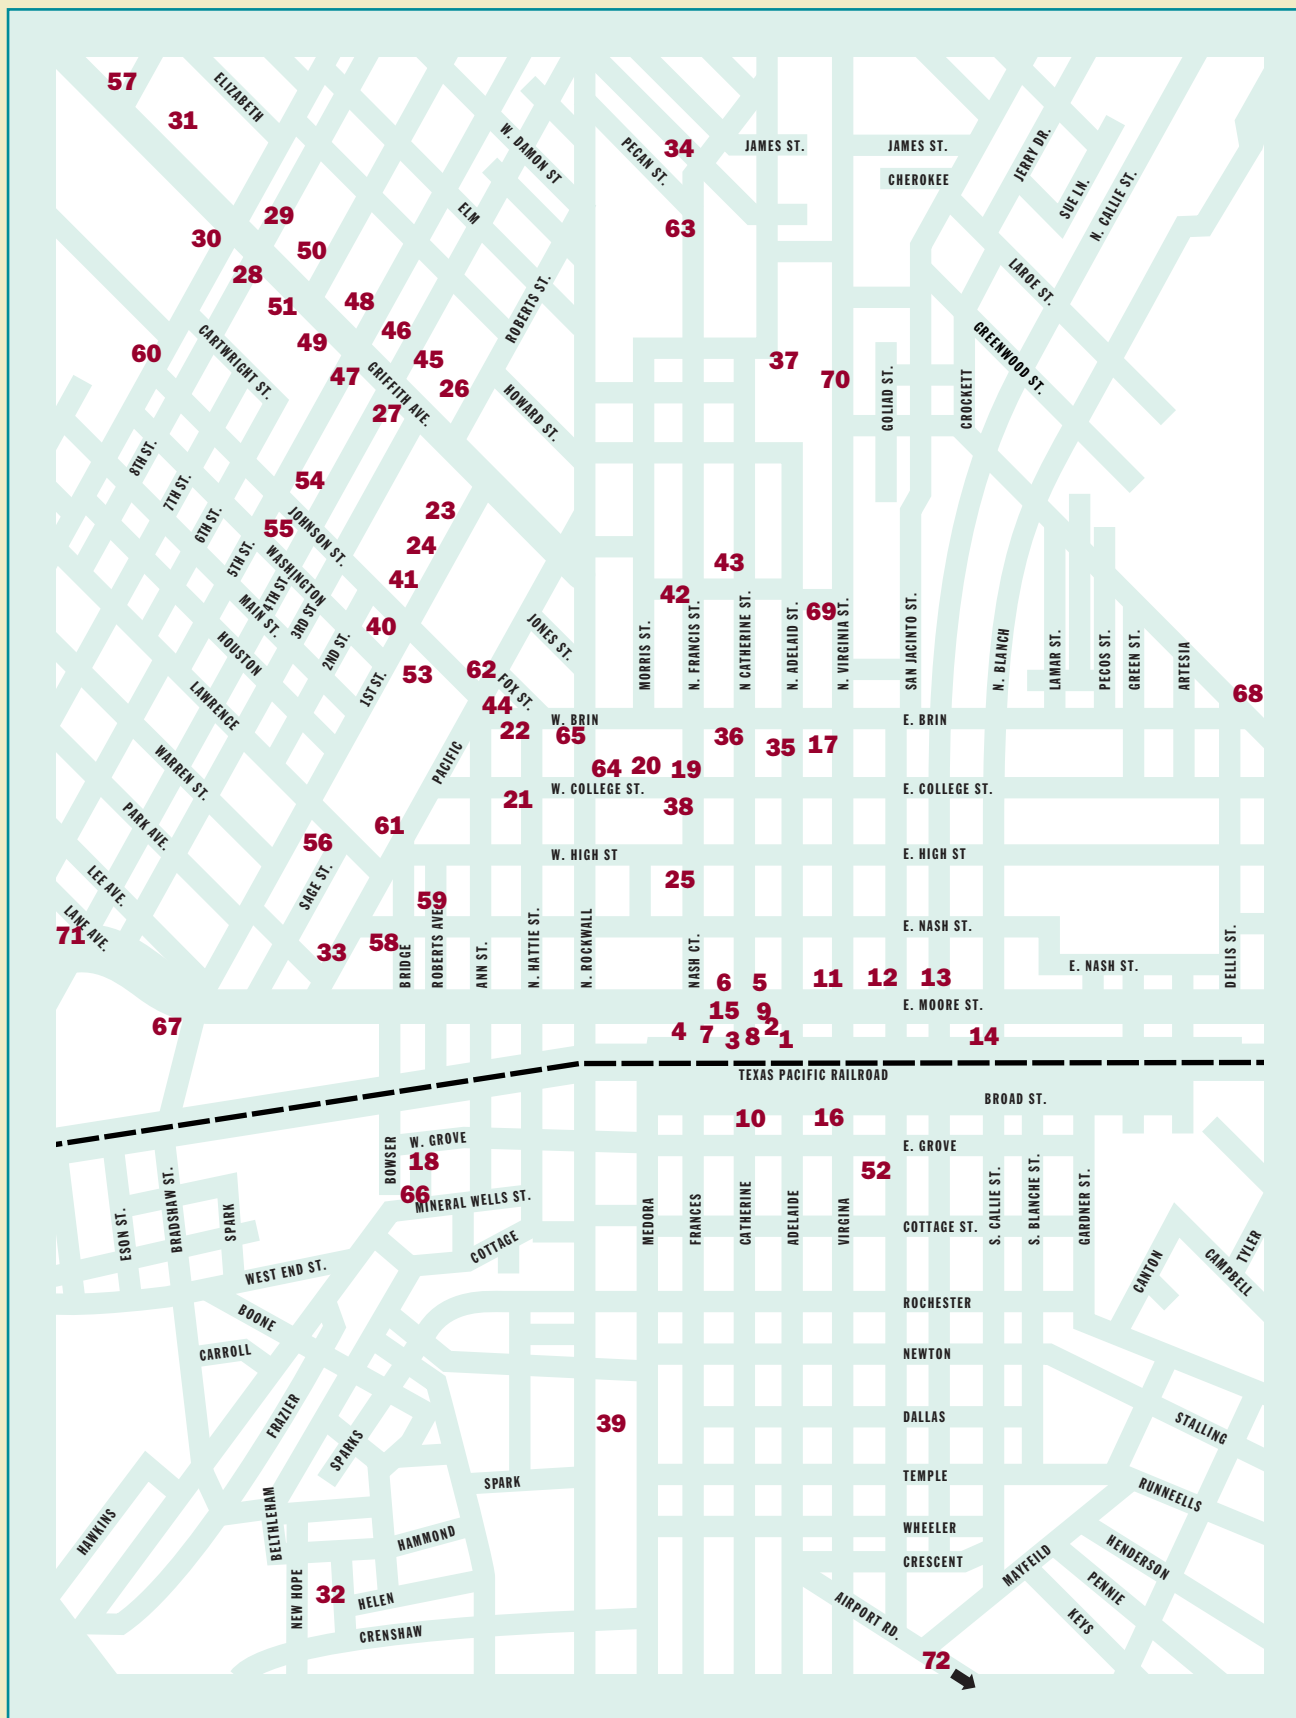 57
ELIZABETH
31
W. DAMON ST
PECAN ST.
34
JAMES ST.
JAMES ST.
JERRY DR.
CHEROKEE
SUE LN.
N. CALLIE ST.
29
ELM
30
50
63
28
LAROE ST.
51
48
ROBERTS ST.
46
CARTWRIGHT ST.
49
GREENWOOD ST.
60
45
37
47
GRIFFITH AVE.
26
70
GOLIAD ST.
CROCKETT
27
HOWARD ST.
8TH ST.
54
7TH ST.
23
6TH ST.
55
JOHNSON ST.
24
5TH ST.
WASHINGTON
43
41
4TH ST.
42
MAIN ST.
3RD ST.
69
40
HOUSTON
2ND ST.
JONES ST.
MORRIS ST.
N. FRANCIS ST.
N CATHERINE ST.
N. ADELAID ST.
N. VIRGINIA ST.
SAN JACINTO ST.
N. BLANCH
LAMAR ST.
PECOS ST.
GREEN ST.
ARTESIA
53
62
FOX ST.
1ST ST.
68
LAWRENCE
44
W. BRIN
E. BRIN
22
65
36
35
17
WARREN ST.
PACIFIC
64
20
19
W. COLLEGE ST.
E. COLLEGE ST.
21
38
PARK AVE.
61
56
W. HIGH ST
E. HIGH ST
LEE AVE.
SAGE ST.
25
59
LANE AVE.
71
E. NASH ST.
33
58
BRIDGE
ROBERTS AVE
ANN ST.
N. HATTIE ST.
N. ROCKWALL
NASH CT.
E. NASH ST.
DELLIS ST.
6
5
11
12
13
E. MOORE ST.
15
9
67
4
7
3
8
2
1
14
TEXAS PACIFIC RAILROAD
BROAD ST.
10
16
W. GROVE
E. GROVE
BOWSER
18
52
66
MINERAL WELLS ST.
ESON ST.
BRADSHAW ST.
SPARK
MEDORA
FRANCES
CATHERINE
ADELAIDE
VIRGINA
COTTAGE ST.
S. CALLIE ST.
S. BLANCHE ST.
GARDNER ST.
COTTAGE
TYLER
CAMPBELL
CANTON
WEST END ST.
BOONE
ROCHESTER
CARROLL
NEWTON
FRAZIER
39
DALLAS
STALLING
SPARKS
SPARK
TEMPLE
RUNNEELLS
HAWKINS
BELTHLEHAM
HAMMOND
WHEELER
HENDERSON
CRESCENT
MAYFEILD
PENNIE
NEW HOPE
32
HELEN
AIRPORT RD.
KEYS
CRENSHAW
72